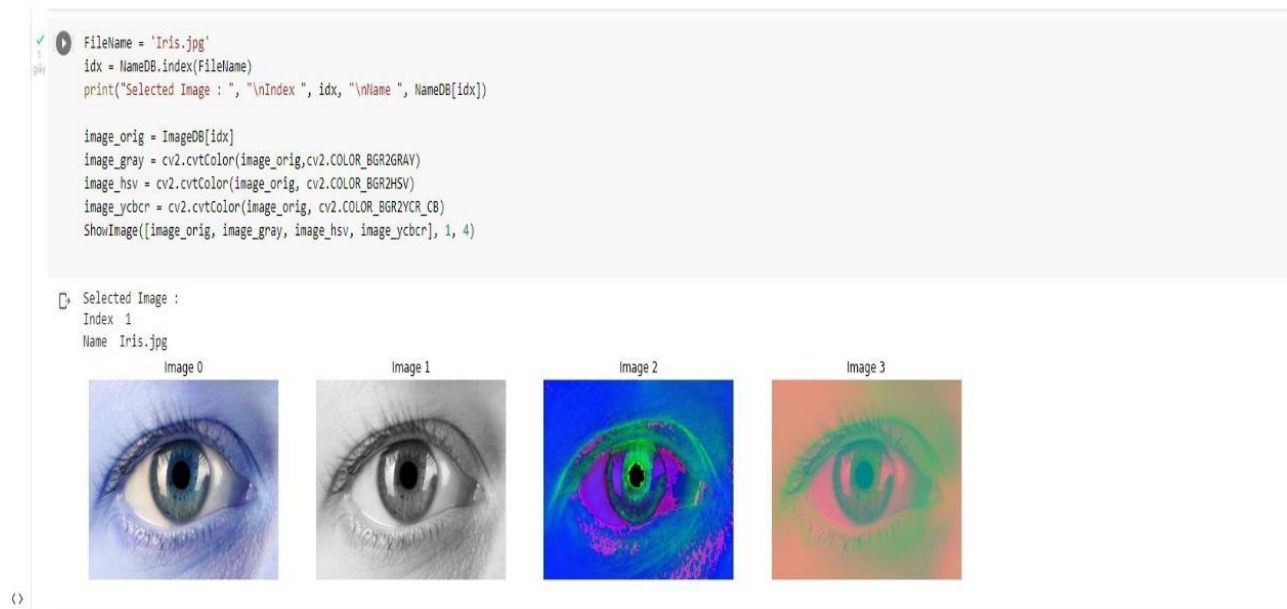 FileName = 'Iris.jpg'
idx = NameDB.index(FileName)
print("Selected Image : ", "\nIndex ", idx, "\nName ", NameDB[idx])
image_orig = ImageDB[idx]
image_gray = cv2.cvtColor(image_orig,cv2.COLOR_BGR2GRAY)
image_hsv = cv2.cvtColor(image_orig, cv2.COLOR_BGR2HSV)
image_ycbcr = cv2.cvtColor(image_orig, cv2.COLOR_BGR2YCR_CB)
ShowImage([image_orig, image_gray, image_hsv, image_ycbcr], 1, 4)
1
giây
Selected Image :
Index 1
Name Iris.jpg
Image 0 Image 1 Image 2 Image 3